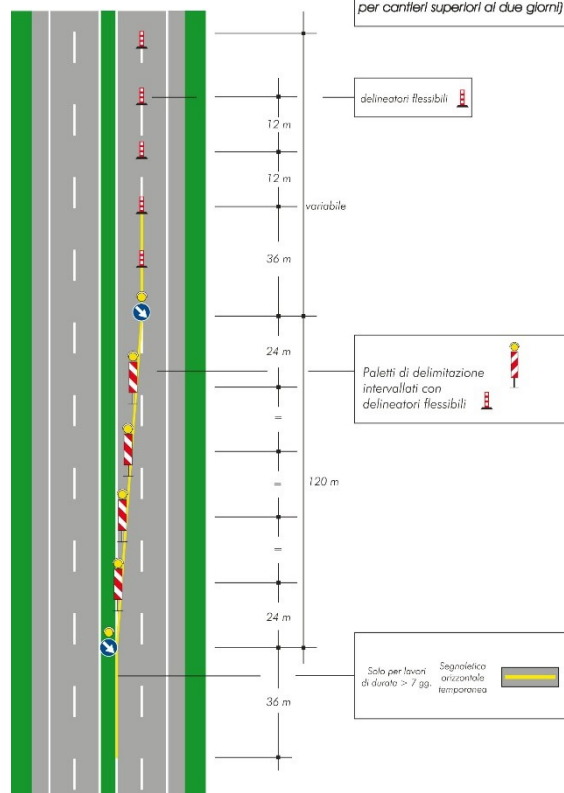 per cantieri superiori ai due giorni)
delineatori flessibili
12 m
12 m
variabile
36 m
24 m
Paletti di delimitazione
intervallati con
delineatori flessibili
=
=
120 m
=
24 m
Solo per lavori
di durata > 7 gg.
Segnaletica
orizzontale
temporanea
36 m